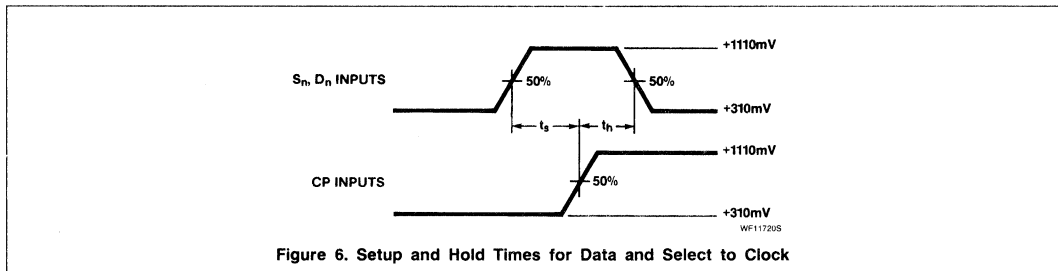 +1110mV
Sn, Dn INPUTS
50%
50%
+310mV
ts
th
+1110mV
CP INPUTS
50%
+310mV
WF11720S
Figure 6. Setup and Hold Times for Data and Select to Clock